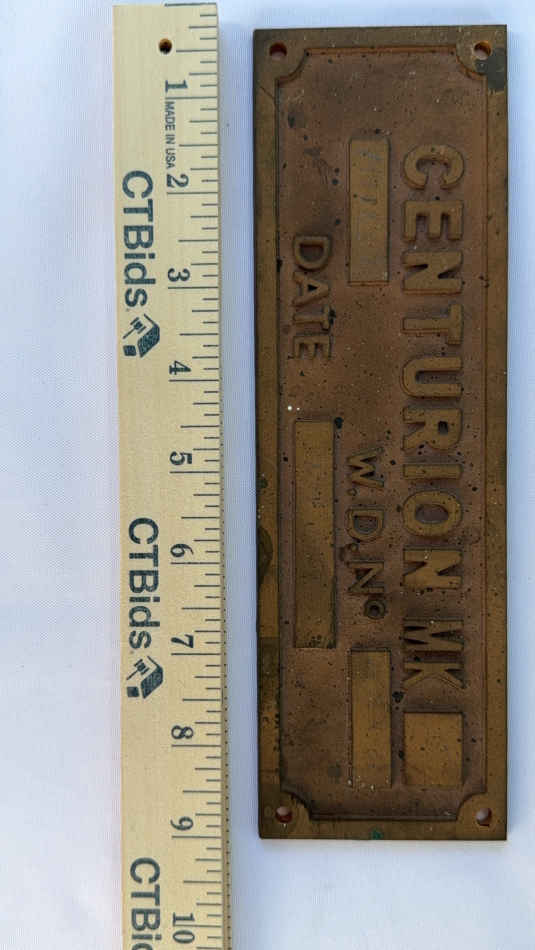 CENTURION MK
W.D.No
DATE
1 2 3 4 5 6 7 8 9 10
MADE IN USA
CTBids
CTBids
CTBi